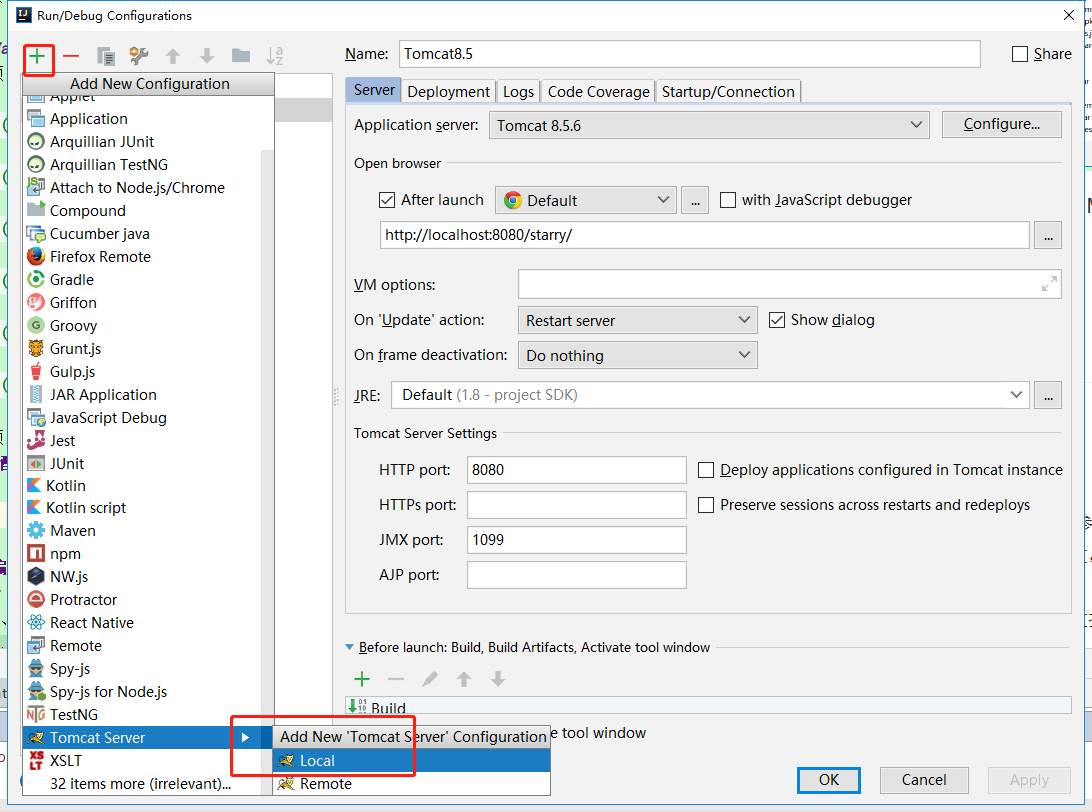 Run/Debug Configurations
Name: Tomcat8.5
Share
Add New Configuration
Applet
Application
Arquillian JUnit
Arquillian TestNG
Attach to Node.js/Chrome
Compound
Cucumber java
Firefox Remote
Gradle
Griffon
Groovy
Grunt.js
Gulp.js
JAR Application
JavaScript Debug
Jest
JUnit
Kotlin
Kotlin script
Maven
npm
NW.js
Protractor
React Native
Remote
Spy-js
Spy-js for Node.js
TestNG
Tomcat Server
XSLT
32 items more (irrelevant)...
Add New 'Tomcat Server' Configuration
Local
Remote
Server Deployment Logs Code Coverage Startup/Connection
Application server: Tomcat 8.5.6 Configure...
Open browser
After launch Default ... with JavaScript debugger
http://localhost:8080/starry/ ...
VM options:
On 'Update' action: Restart server Show dialog
On frame deactivation: Do nothing
JRE: Default (1.8 - project SDK) ...
Tomcat Server Settings
HTTP port: 8080 Deploy applications configured in Tomcat instance
HTTPs port: Preserve sessions across restarts and redeploys
JMX port: 1099
AJP port:
Before launch: Build, Build Artifacts, Activate tool window
Build
tool window
OK Cancel Apply